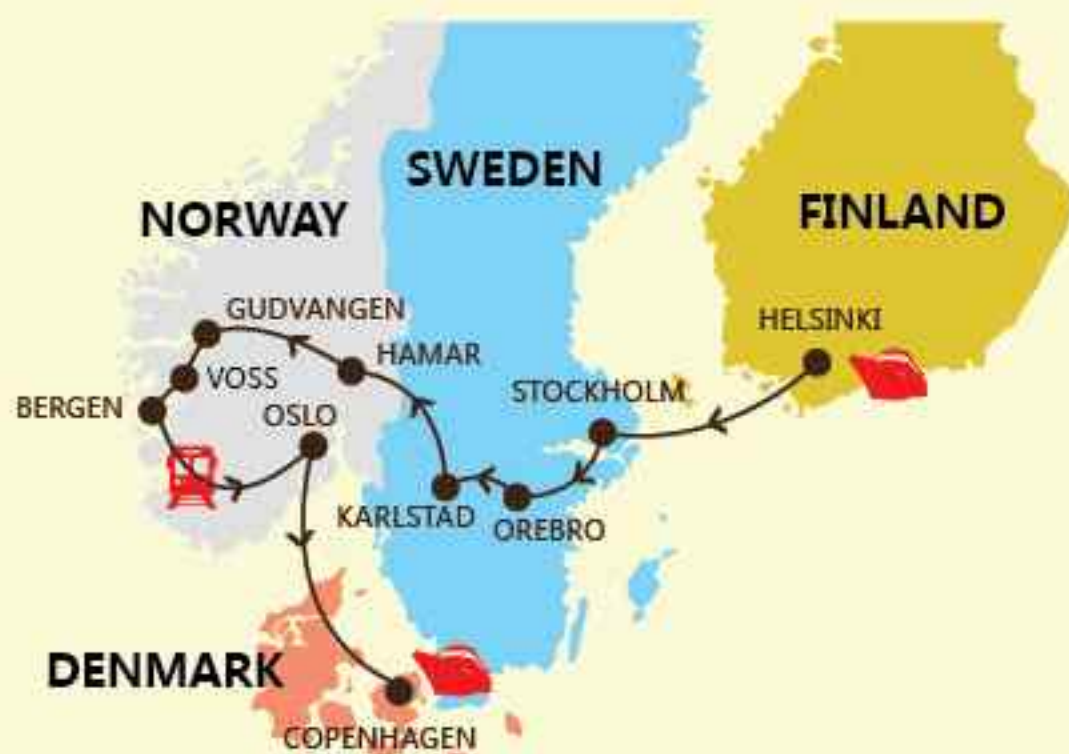 SWEDEN
NORWAY
FINLAND
GUDVANGEN
HELSINKI
HAMAR
VOSS
STOCKHOLM
BERGEN
OSLO
KARLSTAD
OREBRO
DENMARK
COPENHAGEN